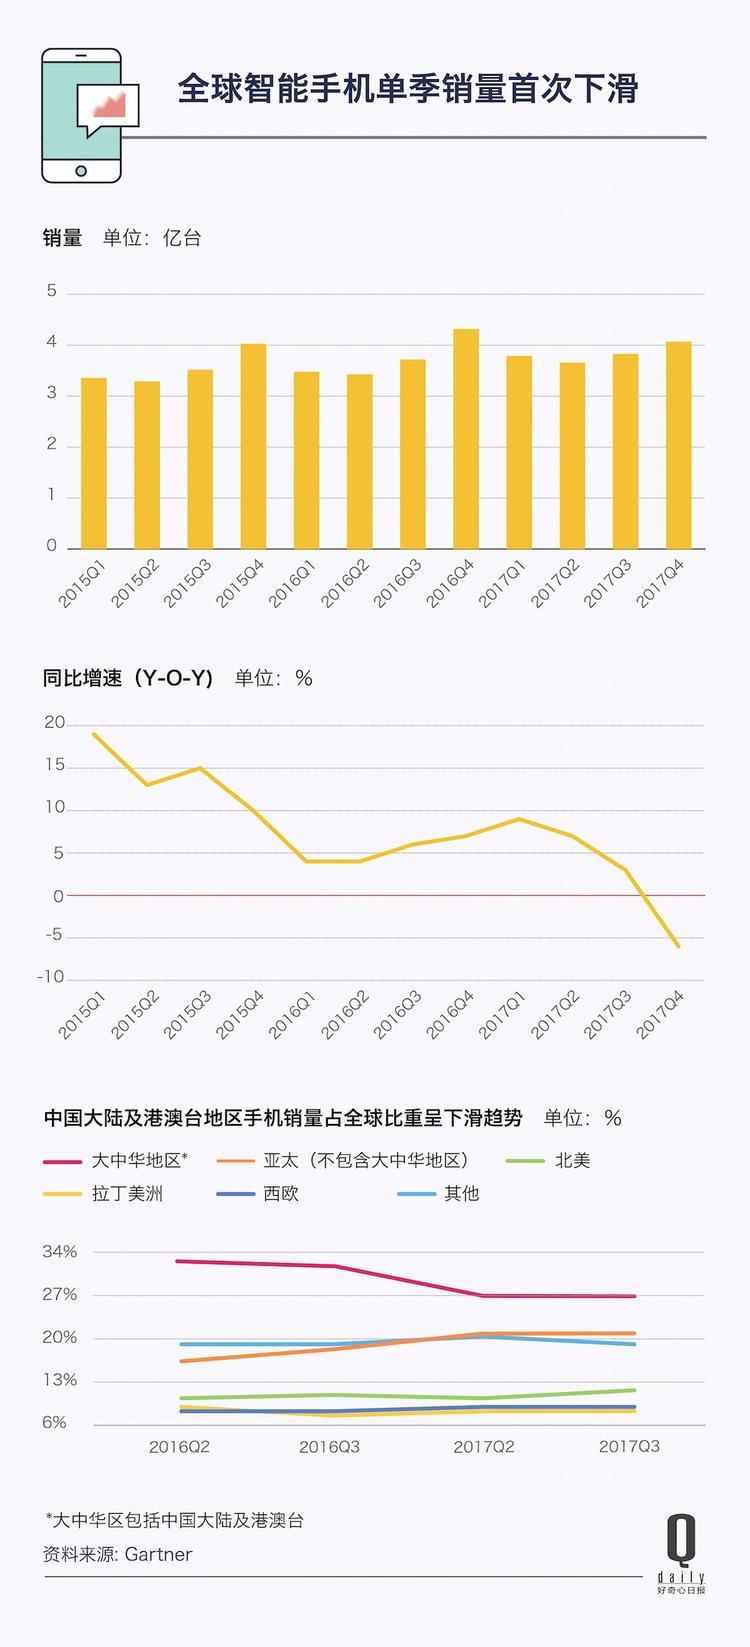 全球智能手机单季销量首次下滑
销量 单位：亿台
5
4
3
2
1
0
2015Q1 2015Q2 2015Q3 2015Q4 2016Q1 2016Q2 2016Q3 2016Q4 2017Q1 2017Q2 2017Q3 2017Q4
同比增速（Y-O-Y） 单位：%
20
15
10
5
0
-5
-10
2015Q1 2015Q2 2015Q3 2015Q4 2016Q1 2016Q2 2016Q3 2016Q4 2017Q1 2017Q2 2017Q3 2017Q4
中国大陆及港澳台地区手机销量占全球比重呈下滑趋势 单位：%
大中华地区* 亚太（不包含大中华地区） 北美
拉丁美洲 西欧 其他
34%
27%
20%
13%
6%
2016Q2 2016Q3 2017Q2 2017Q3
*大中华区包括中国大陆及港澳台
资料来源: Gartner
Q
daily
好奇心日报